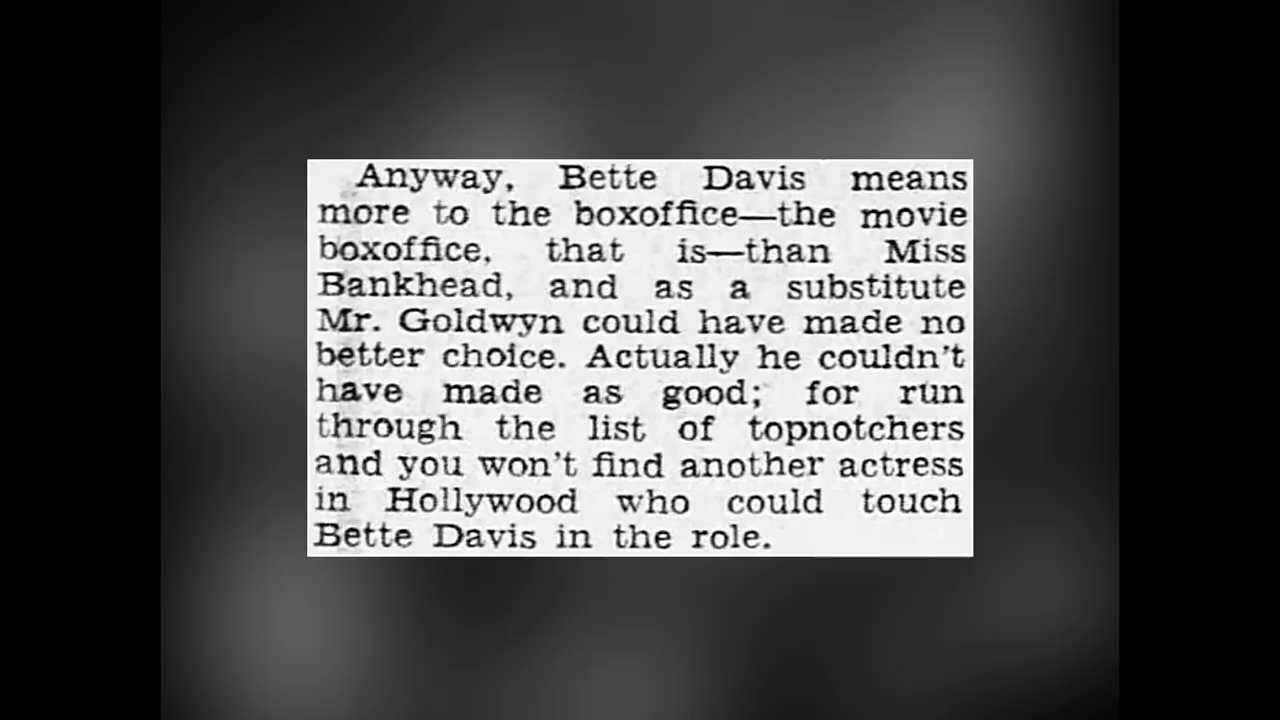 Anyway, Bette Davis means
more to the boxoffice—the movie
boxoffice, that is—than Miss
Bankhead, and as a substitute
Mr. Goldwyn could have made no
better choice. Actually he couldn't
have made as good; for run
through the list of topnotchers
and you won't find another actress
in Hollywood who could touch
Bette Davis in the role.